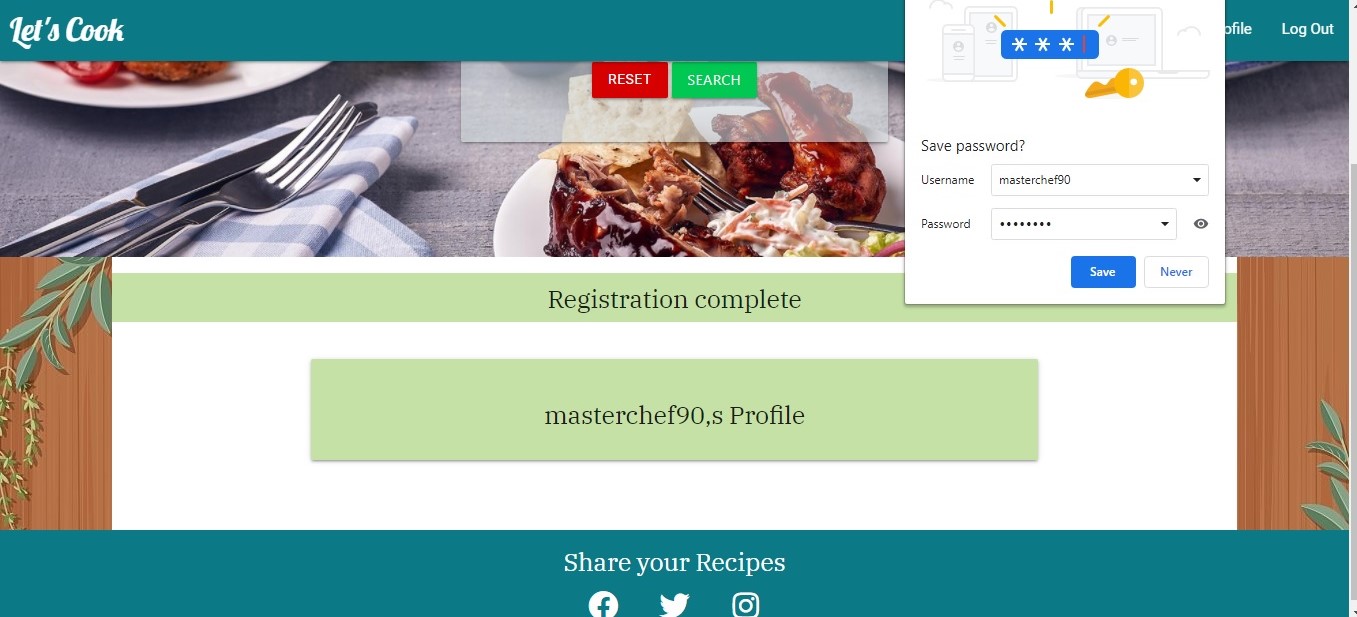 Let's Cook
ofile Log Out
RESET SEARCH
* * *
Save password?
Username masterchef90
Password ••••••••
Save Never
Registration complete
masterchef90,s Profile
Share your Recipes